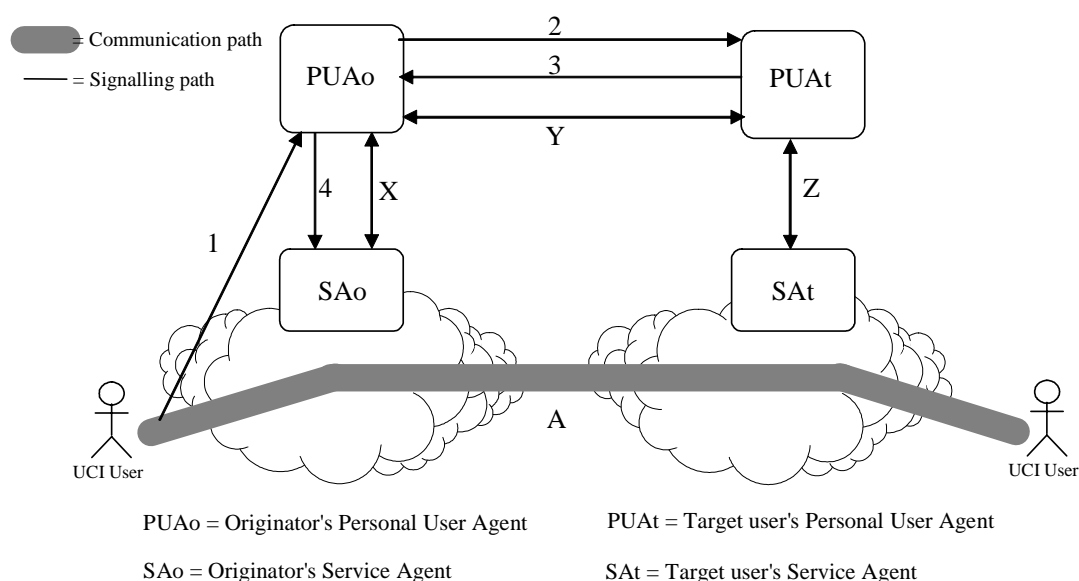 = Communication path
= Signalling path
PUAo
PUAt
2
3
Y
4
X
Z
1
SAo
SAt
A
UCI User
UCI User
PUAo = Originator's Personal User Agent
PUAt = Target user's Personal User Agent
SAo = Originator's Service Agent
SAt = Target user's Service Agent